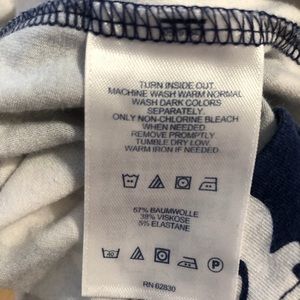 TURN INSIDE OUT
MACHINE WASH WARM NORMAL
WASH DARK COLORS
SEPARATELY
ONLY NON-CHLORINE BLEACH
WHEN NEEDED
REMOVE PROMPTLY
TUMBLE DRY LOW
WARM IRON IF NEEDED
57% BAUMWOLLE
38% VISKOSE
5% ELASTANE
P
RN 62830